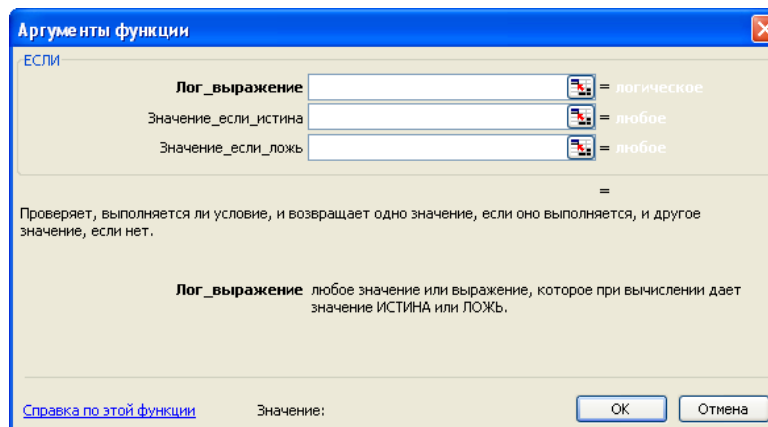 Аргументы функции
ЕСЛИ
Лог_выражение = логическое
Значение_если_истина = любое
Значение_если_ложь = любое
=
Проверяет, выполняется ли условие, и возвращает одно значение, если оно выполняется, и другое
значение, если нет.
Лог_выражение любое значение или выражение, которое при вычислении дает
значение ИСТИНА или ЛОЖЬ.
Справка по этой функции Значение: ОК Отмена